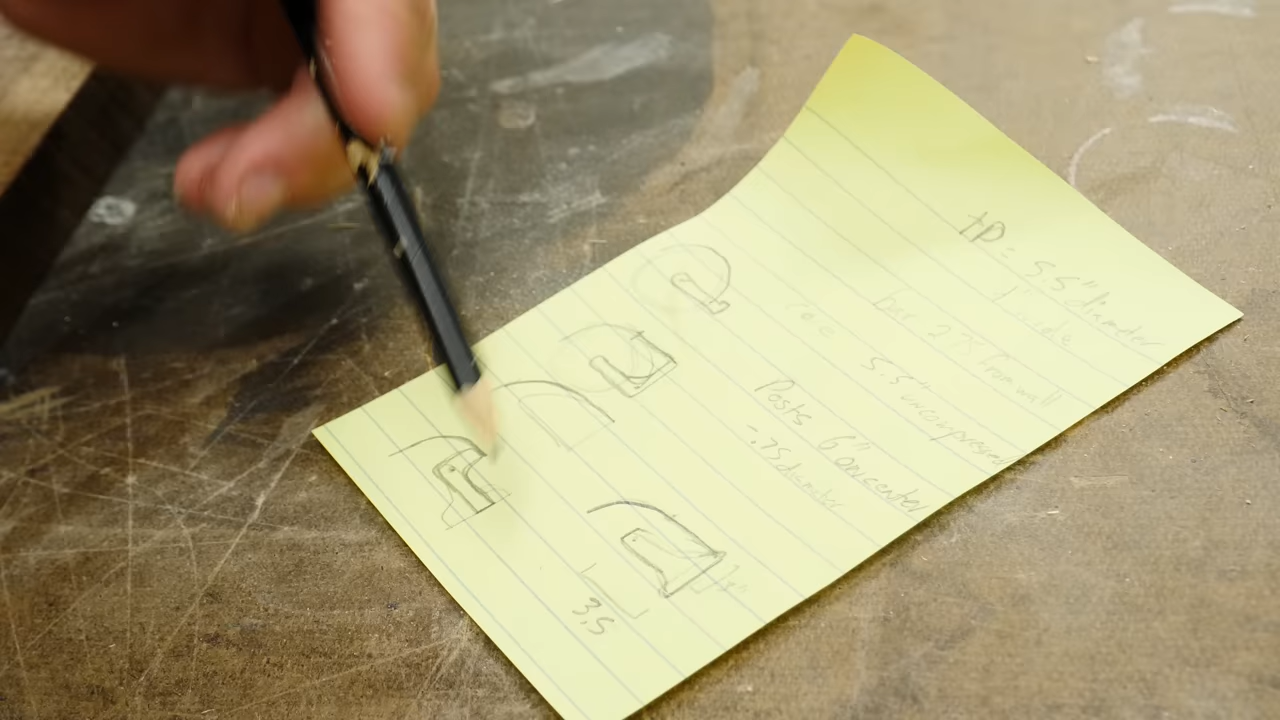 tp = 5.5" diameter
bar 2.75 from wall
5.5" uncompressed
Posts 6" on center
-.75 diameter
1"
3.5